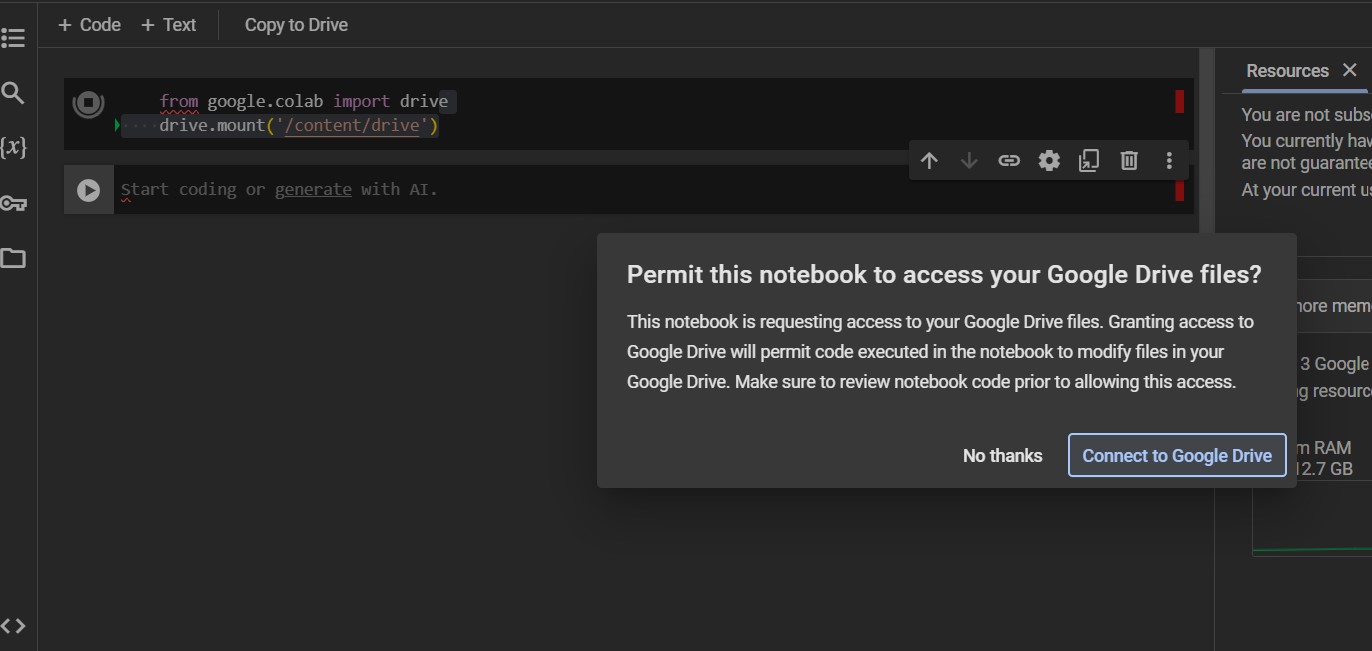 + Code + Text Copy to Drive
from google.colab import drive
drive.mount('/content/drive')
Start coding or generate with AI.
{x}
Resources
You are not subs
You currently hav
are not guarantee
At your current us
Permit this notebook to access your Google Drive files?
This notebook is requesting access to your Google Drive files. Granting access to
Google Drive will permit code executed in the notebook to modify files in your
Google Drive. Make sure to review notebook code prior to allowing this access.
No thanks Connect to Google Drive
ore mem
3 Google
g resourc
m RAM
12.7 GB